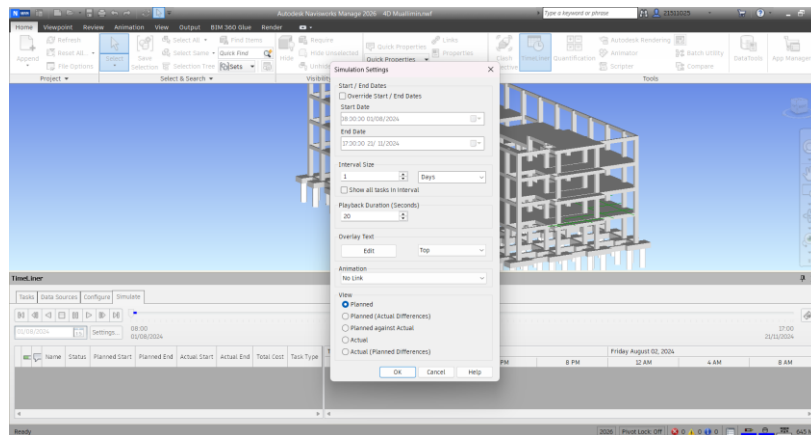 Autodesk Navisworks Manage 2026 4D Muallimin.nwf
Type a keyword or phrase
Home Viewpoint Review Animation View Output BIM 360 Glue Render
Append
Refresh
Reset All...
File Options
Project
Select
Save Selection
Select All
Select Same
Selection Tree
Find Items
Quick Find
Sets
Select & Search
Hide
Require
Hide Unselected
Quick Properties
Quick Properties
Links
Properties
Clash
TimeLiner
Quantification
Autodesk Rendering
Animator
Scripter
Batch Utility
Compare
Tools
DataTools
App Manager
Simulation Settings
Start / End Dates
Override Start / End Dates
Start Date
08:00:00 01/08/2024
End Date
17:00:00 21/ 11/2024
Interval Size
1 Days
Show all tasks in interval
Playback Duration (Seconds)
20
Overlay Text
Edit Top
Animation
No Link
View
Planned
Planned (Actual Differences)
Planned against Actual
Actual
Actual (Planned Differences)
OK Cancel Help
TimeLiner
Tasks Data Sources Configure Simulate
01/08/2024 Settings... 08:00
01/08/2024
17:00
21/11/2024
Name Status Planned Start Planned End Actual Start Actual End Total Cost Task Type
Friday August 02, 2024
PM 8 PM 12 AM 4 AM 8 AM
Ready
2026 Pivot Lock: Off 0 0 0